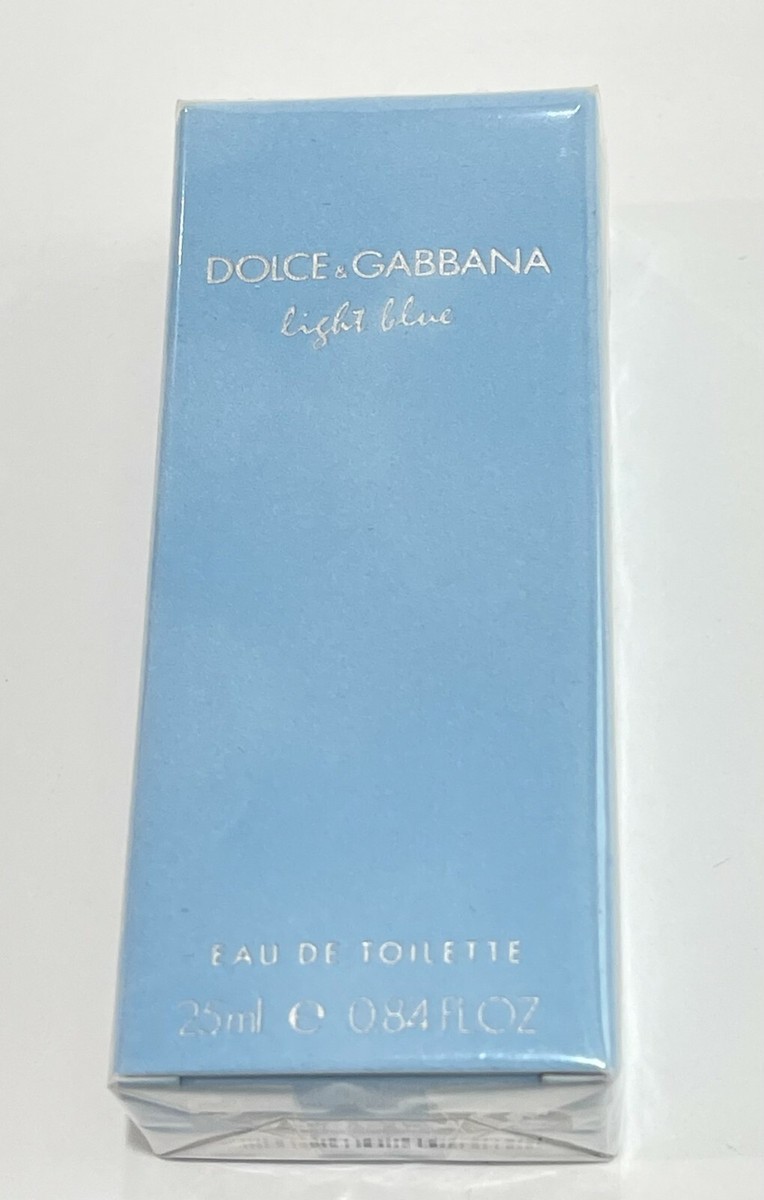 DOLCE & GABBANA
light blue
EAU DE TOILETTE
25ml ℮ 0.84 FL OZ